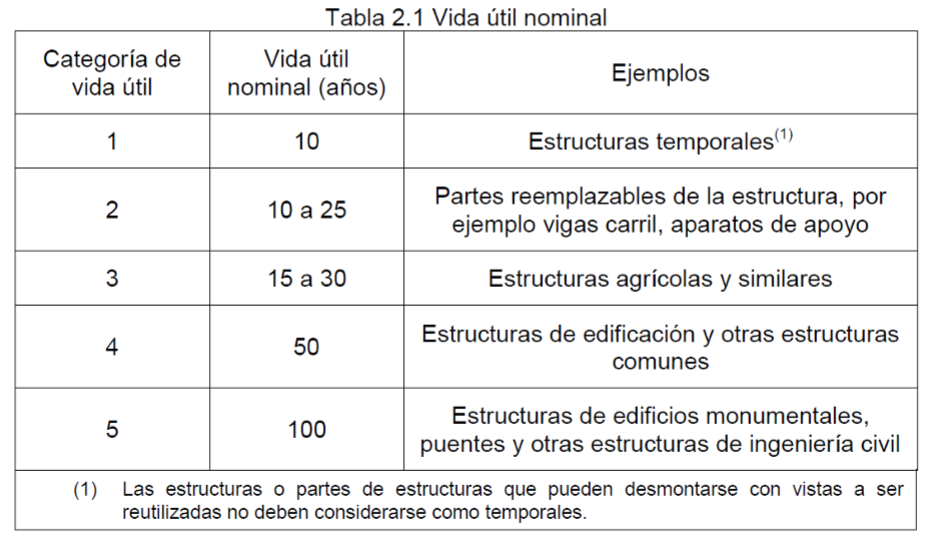 Tabla 2.1 Vida útil nominal
Categoría de
vida útil
Vida útil
nominal (años)
Ejemplos
1
10
Estructuras temporales(1)
2
10 a 25
Partes reemplazables de la estructura, por
ejemplo vigas carril, aparatos de apoyo
3
15 a 30
Estructuras agrícolas y similares
4
50
Estructuras de edificación y otras estructuras
comunes
5
100
Estructuras de edificios monumentales,
puentes y otras estructuras de ingeniería civil
(1) Las estructuras o partes de estructuras que pueden desmontarse con vistas a ser
reutilizadas no deben considerarse como temporales.